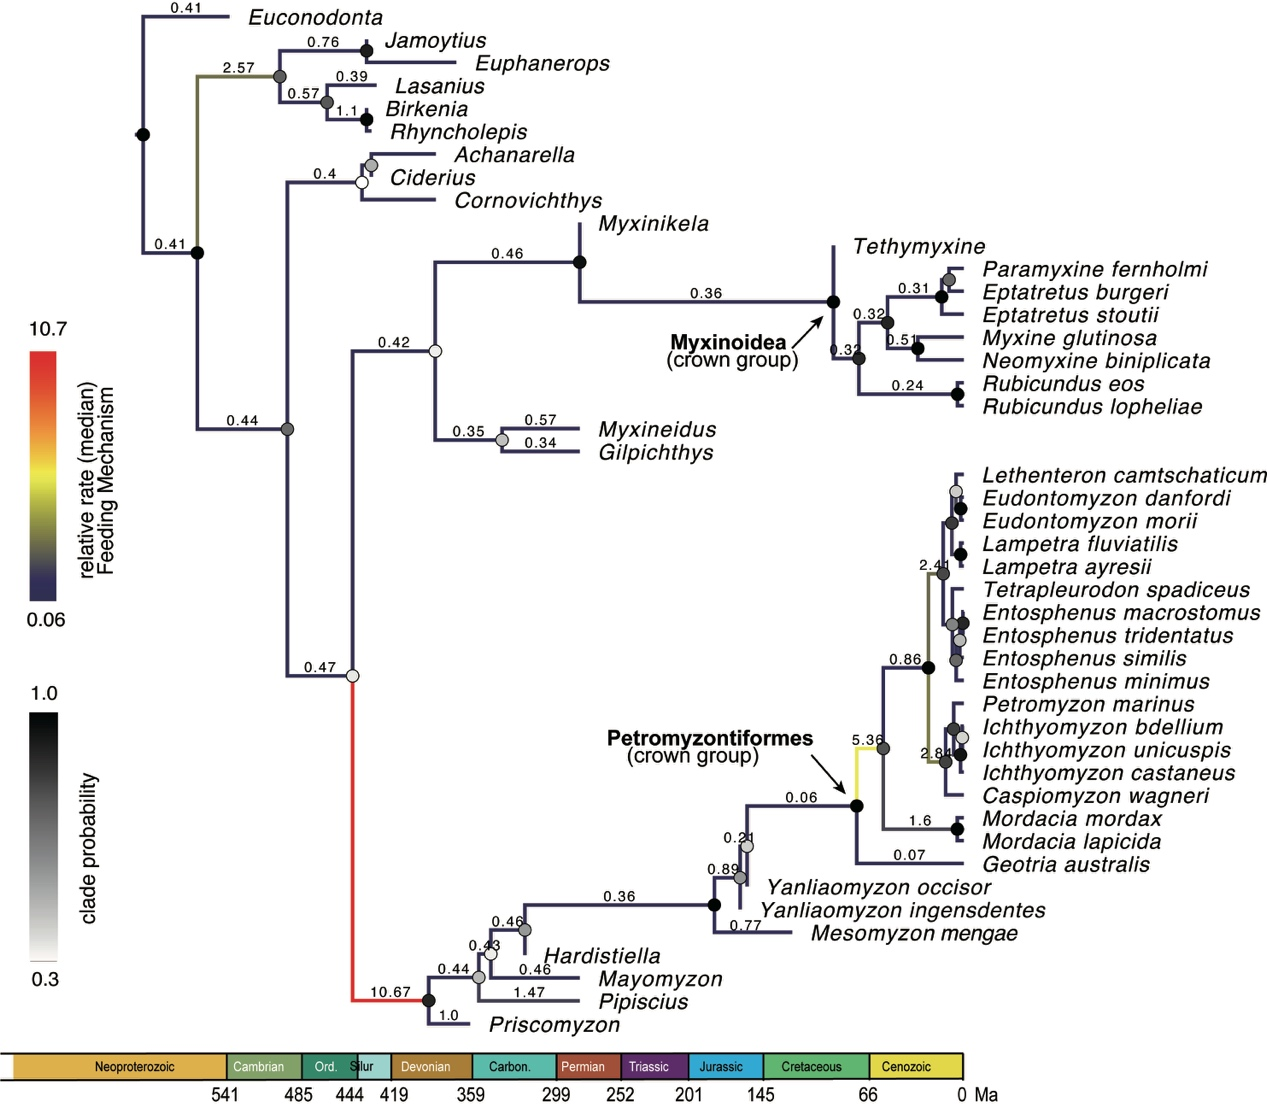 0.41
Euconodonta
0.76
Jamoytius
Euphanerops
2.57
0.39
Lasanius
0.57
1.1
Birkenia
Rhyncholepis
Achanarella
0.4
Ciderius
Cornovichthys
0.41
0.46
Myxinikela
Tethymyxine
Paramyxine fernholmi
0.31
Eptatretus burgeri
0.36
Eptatretus stoutii
0.32
0.51
Myxine glutinosa
Neomyxine biniplicata
0.32
Rubicundus eos
0.24
Rubicundus lopheliae
Myxinoidea
(crown group)
0.42
0.44
0.35
0.57
Myxineidus
0.34
Gilpichthys
10.7
relative rate (median)
Feeding Mechanism
0.06
Lethenteron camtschaticum
Eudontomyzon danfordi
Eudontomyzon morii
Lampetra fluviatilis
2.41
Lampetra ayresii
Tetrapleurodon spadiceus
Entosphenus macrostomus
Entosphenus tridentatus
0.86
Entosphenus similis
Entosphenus minimus
0.47
Petromyzon marinus
Ichthyomyzon bdellium
5.36
2.84
Ichthyomyzon unicuspis
Ichthyomyzon castaneus
Caspiomyzon wagneri
Petromyzontiformes
(crown group)
0.06
1.6
Mordacia mordax
Mordacia lapicida
0.07
Geotria australis
1.0
clade probability
0.3
0.21
0.89
Yanliaomyzon occisor
0.36
Yanliaomyzon ingensdentes
0.77
Mesomyzon mengae
0.46
0.43
Hardistiella
0.44
0.46
Mayomyzon
10.67
1.47
Pipiscius
1.0
Priscomyzon
Neoproterozoic Cambrian Ord. Silur Devonian Carbon. Permian Triassic Jurassic Cretaceous Cenozoic
541 485 444 419 359 299 252 201 145 66 0 Ma